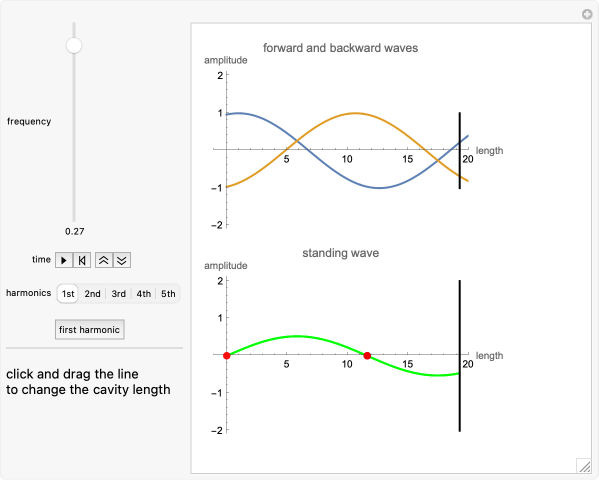 frequency
0.27
time
harmonics 1st 2nd 3rd 4th 5th
first harmonic
click and drag the line
to change the cavity length
forward and backward waves
amplitude
2
1
5 10 15 20 length
-1
-2
standing wave
amplitude
2
1
5 10 15 20 length
-1
-2